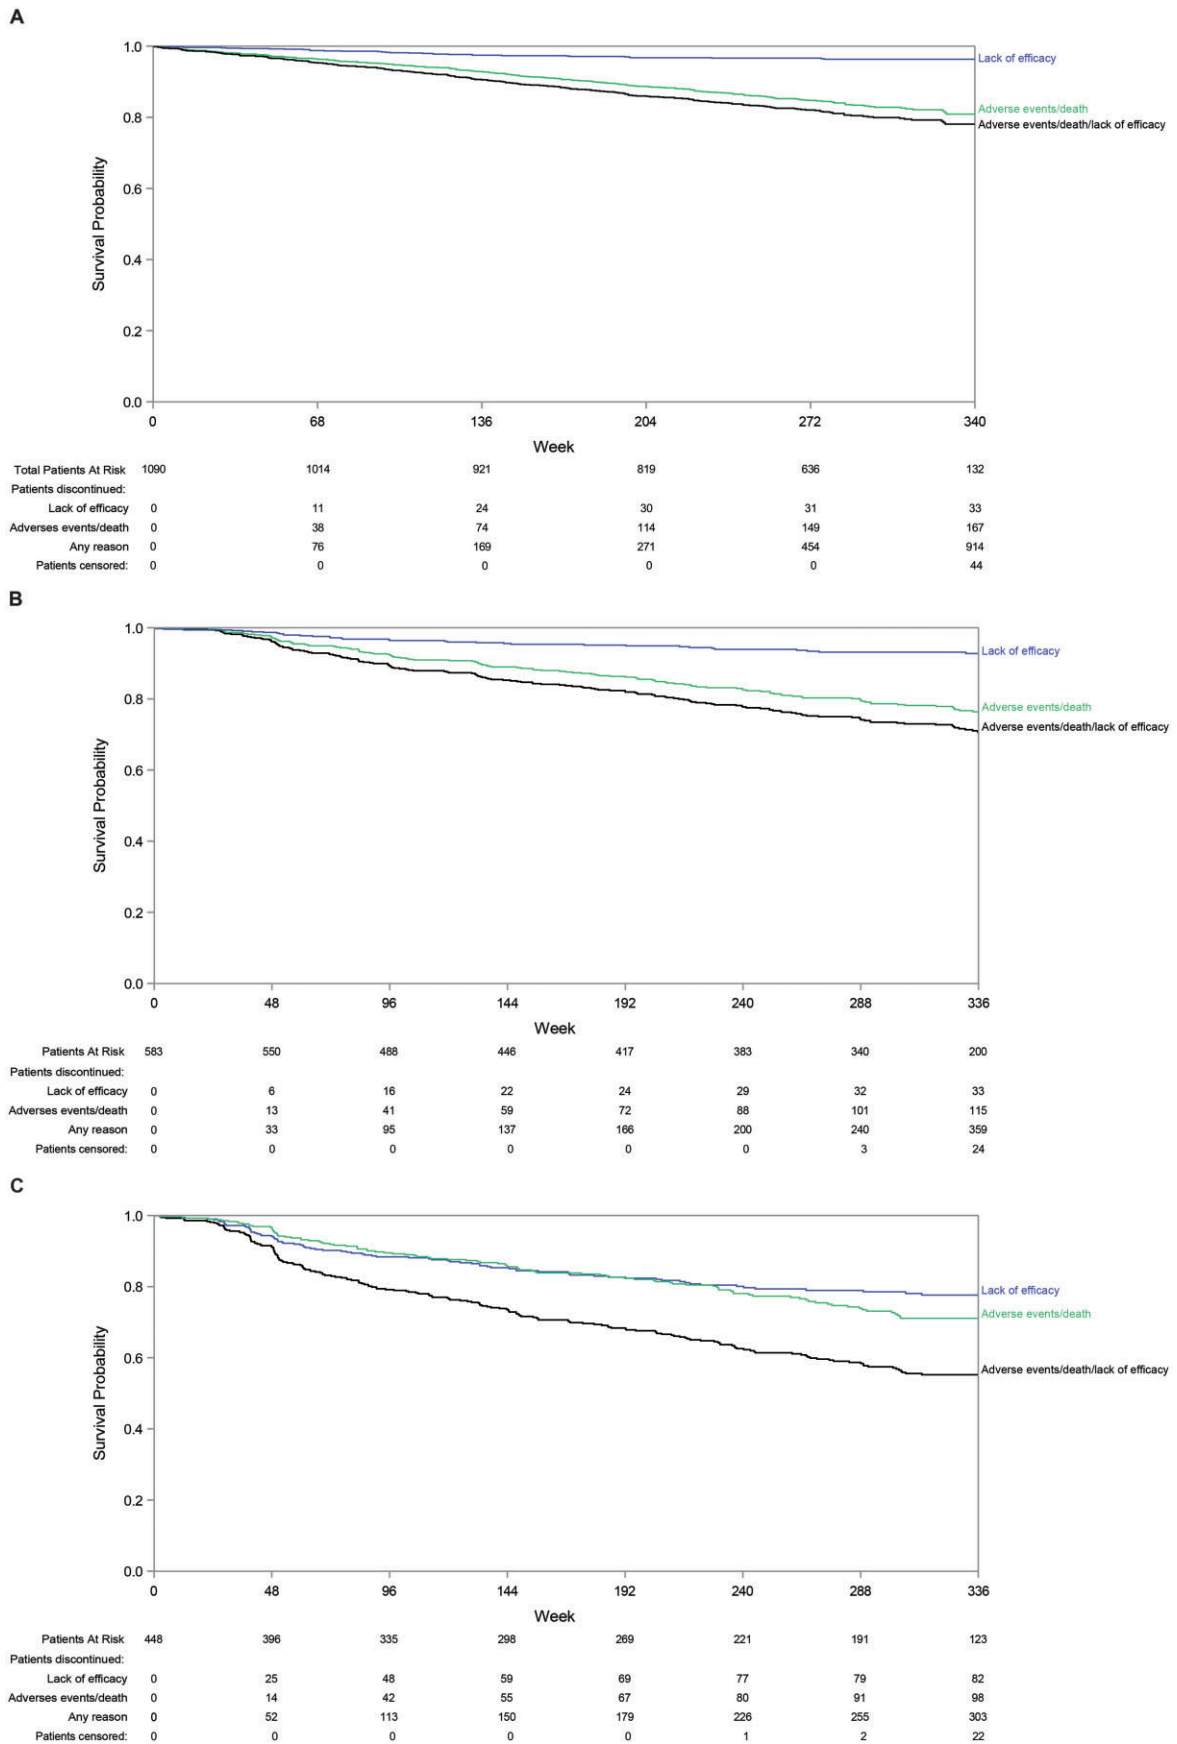 A
1.0
Lack of efficacy
0.8
Adverse events/death
Adverse events/death/lack of efficacy
0.6
Survival Probability
0.4
0.2
0.0
0 68 136 204 272 340
Week
Total Patients At Risk 1090 1014 921 819 636 132
Patients discontinued:
Lack of efficacy 0 11 24 30 31 33
Adverses events/death 0 38 74 114 149 167
Any reason 0 76 169 271 454 914
Patients censored: 0 0 0 0 0 44
B
1.0
Lack of efficacy
0.8
Adverse events/death
Adverse events/death/lack of efficacy
0.6
Survival Probability
0.4
0.2
0.0
0 48 96 144 192 240 288 336
Week
Patients At Risk 583 550 488 446 417 383 340 200
Patients discontinued:
Lack of efficacy 0 6 16 22 24 29 32 33
Adverses events/death 0 13 41 59 72 88 101 115
Any reason 0 33 95 137 166 200 240 359
Patients censored: 0 0 0 0 0 0 3 24
C
1.0
0.8
Lack of efficacy
Adverse events/death
0.6
Adverse events/death/lack of efficacy
Survival Probability
0.4
0.2
0.0
0 48 96 144 192 240 288 336
Week
Patients At Risk 448 396 335 298 269 221 191 123
Patients discontinued:
Lack of efficacy 0 25 48 59 69 77 79 82
Adverses events/death 0 14 42 55 67 80 91 98
Any reason 0 52 113 150 179 226 255 303
Patients censored: 0 0 0 0 0 1 2 22